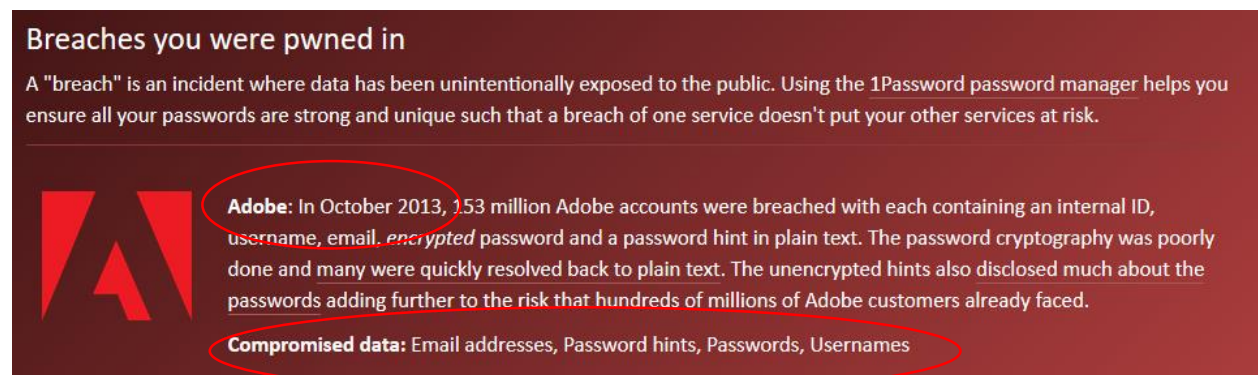 Breaches you were pwned in
A "breach" is an incident where data has been unintentionally exposed to the public. Using the 1Password password manager helps you
ensure all your passwords are strong and unique such that a breach of one service doesn't put your other services at risk.
Adobe: In October 2013, 153 million Adobe accounts were breached with each containing an internal ID,
username, email, encrypted password and a password hint in plain text. The password cryptography was poorly
done and many were quickly resolved back to plain text. The unencrypted hints also disclosed much about the
passwords adding further to the risk that hundreds of millions of Adobe customers already faced.
Compromised data: Email addresses, Password hints, Passwords, Usernames